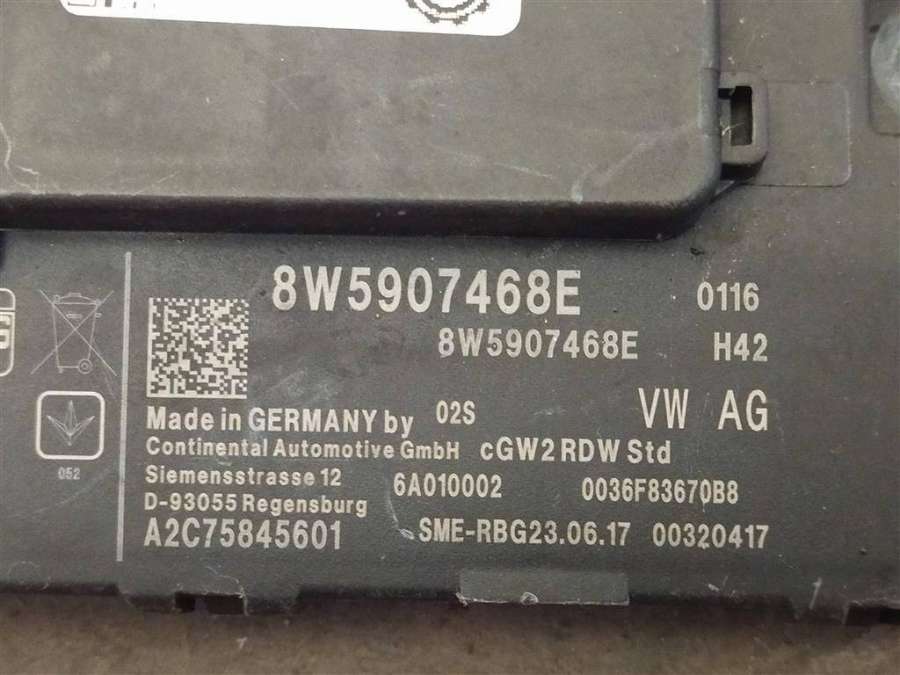 8W5907468E 0116
8W5907468E H42
Made in GERMANY by 02S VW AG
Continental Automotive GmbH cGW2 RDW Std
Siemensstrasse 12 6A010002 0036F83670B8
D-93055 Regensburg
A2C75845601 SME-RBG23.06.17 00320417
052